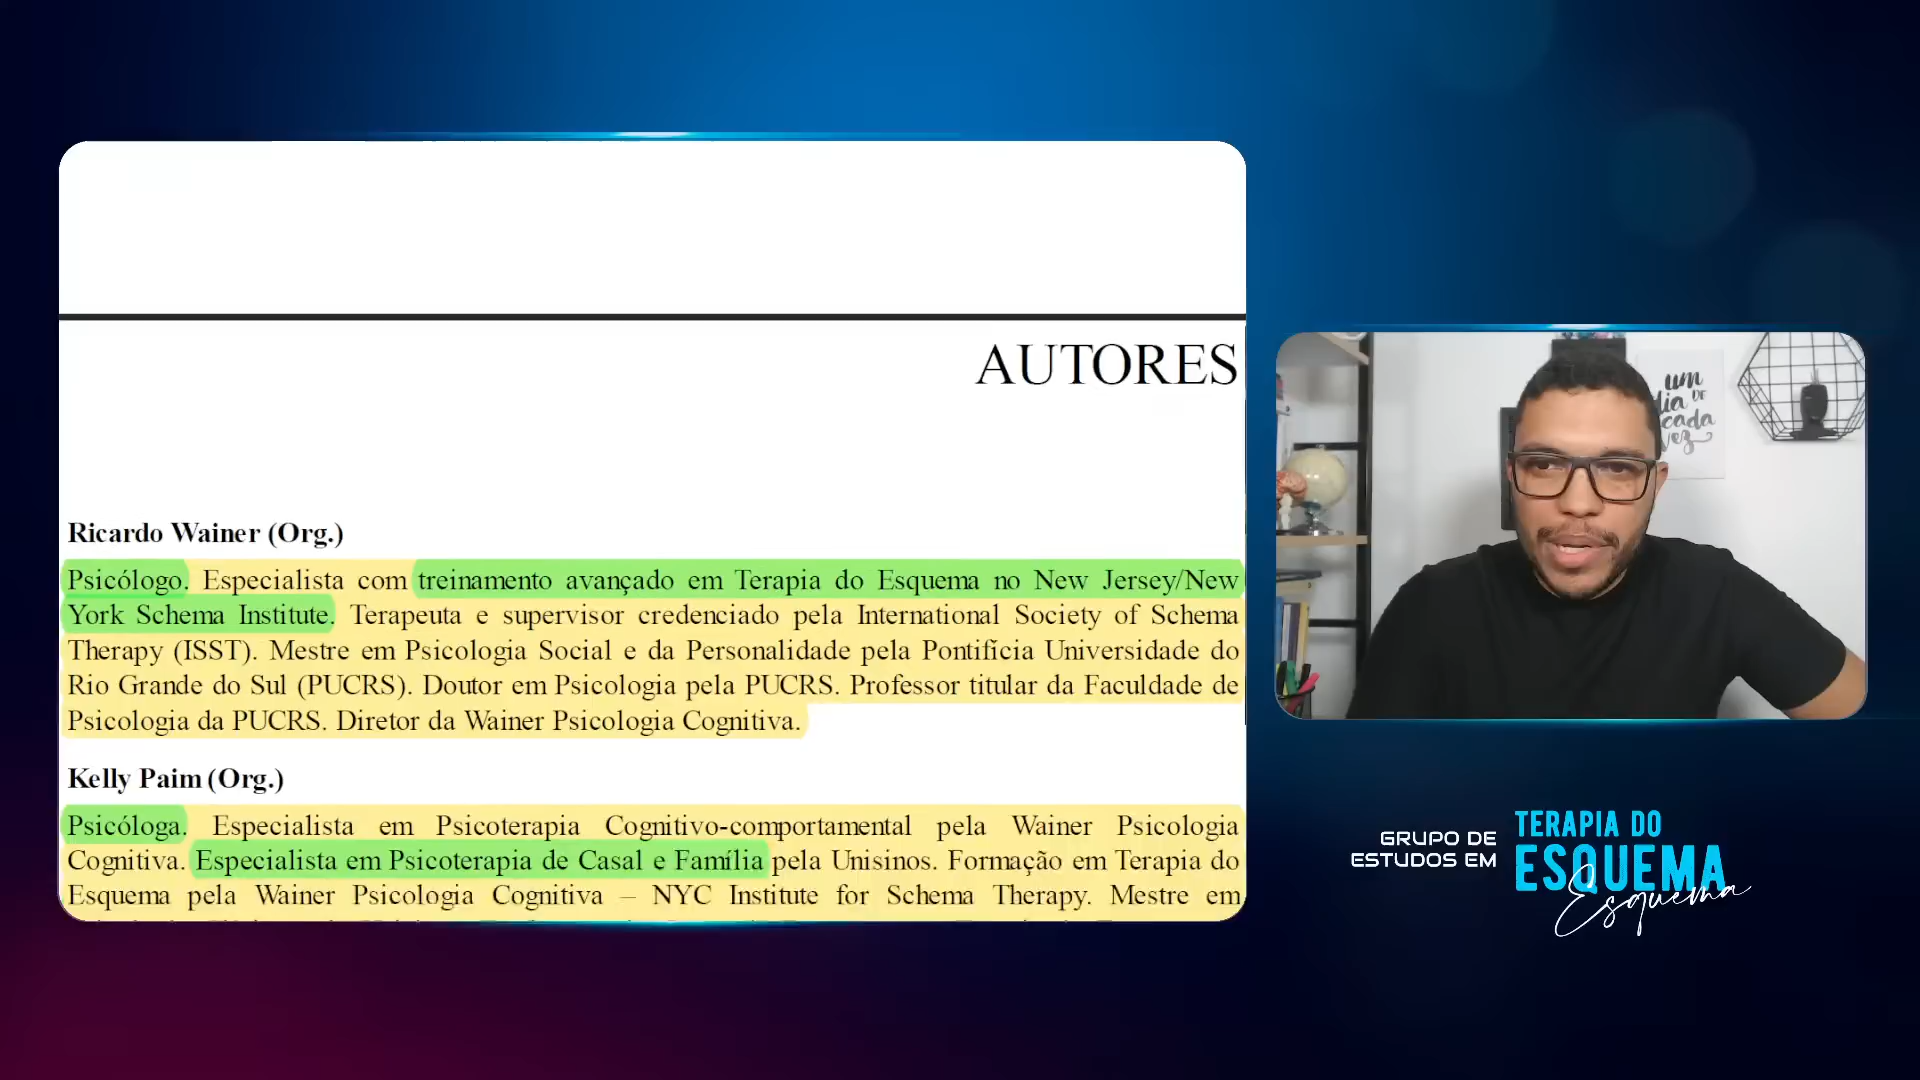 AUTORES
Ricardo Wainer (Org.)
Psicólogo. Especialista com treinamento avançado em Terapia do Esquema no New Jersey/New
York Schema Institute. Terapeuta e supervisor credenciado pela International Society of Schema
Therapy (ISST). Mestre em Psicologia Social e da Personalidade pela Pontifícia Universidade do
Rio Grande do Sul (PUCRS). Doutor em Psicologia pela PUCRS. Professor titular da Faculdade de
Psicologia da PUCRS. Diretor da Wainer Psicologia Cognitiva.
Kelly Paim (Org.)
Psicóloga. Especialista em Psicoterapia Cognitivo-comportamental pela Wainer Psicologia
Cognitiva. Especialista em Psicoterapia de Casal e Família pela Unisinos. Formação em Terapia do
Esquema pela Wainer Psicologia Cognitiva – NYC Institute for Schema Therapy. Mestre em
um
dia DE
cada
vez
GRUPO DE
ESTUDOS EM
TERAPIA DO
ESQUEMA
Esquema